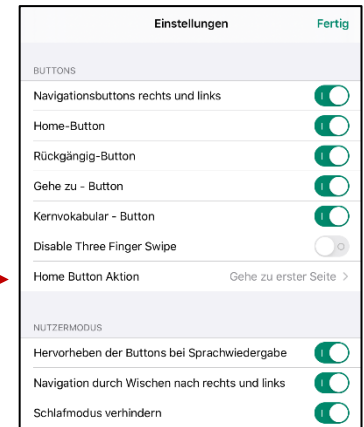 Einstellungen Fertig
BUTTONS
Navigationsbuttons rechts und links
Home-Button
Rückgängig-Button
Gehe zu - Button
Kernvokabular - Button
Disable Three Finger Swipe
Home Button Aktion Gehe zu erster Seite >
NUTZERMODUS
Hervorheben der Buttons bei Sprachwiedergabe
Navigation durch Wischen nach rechts und links
Schlafmodus verhindern